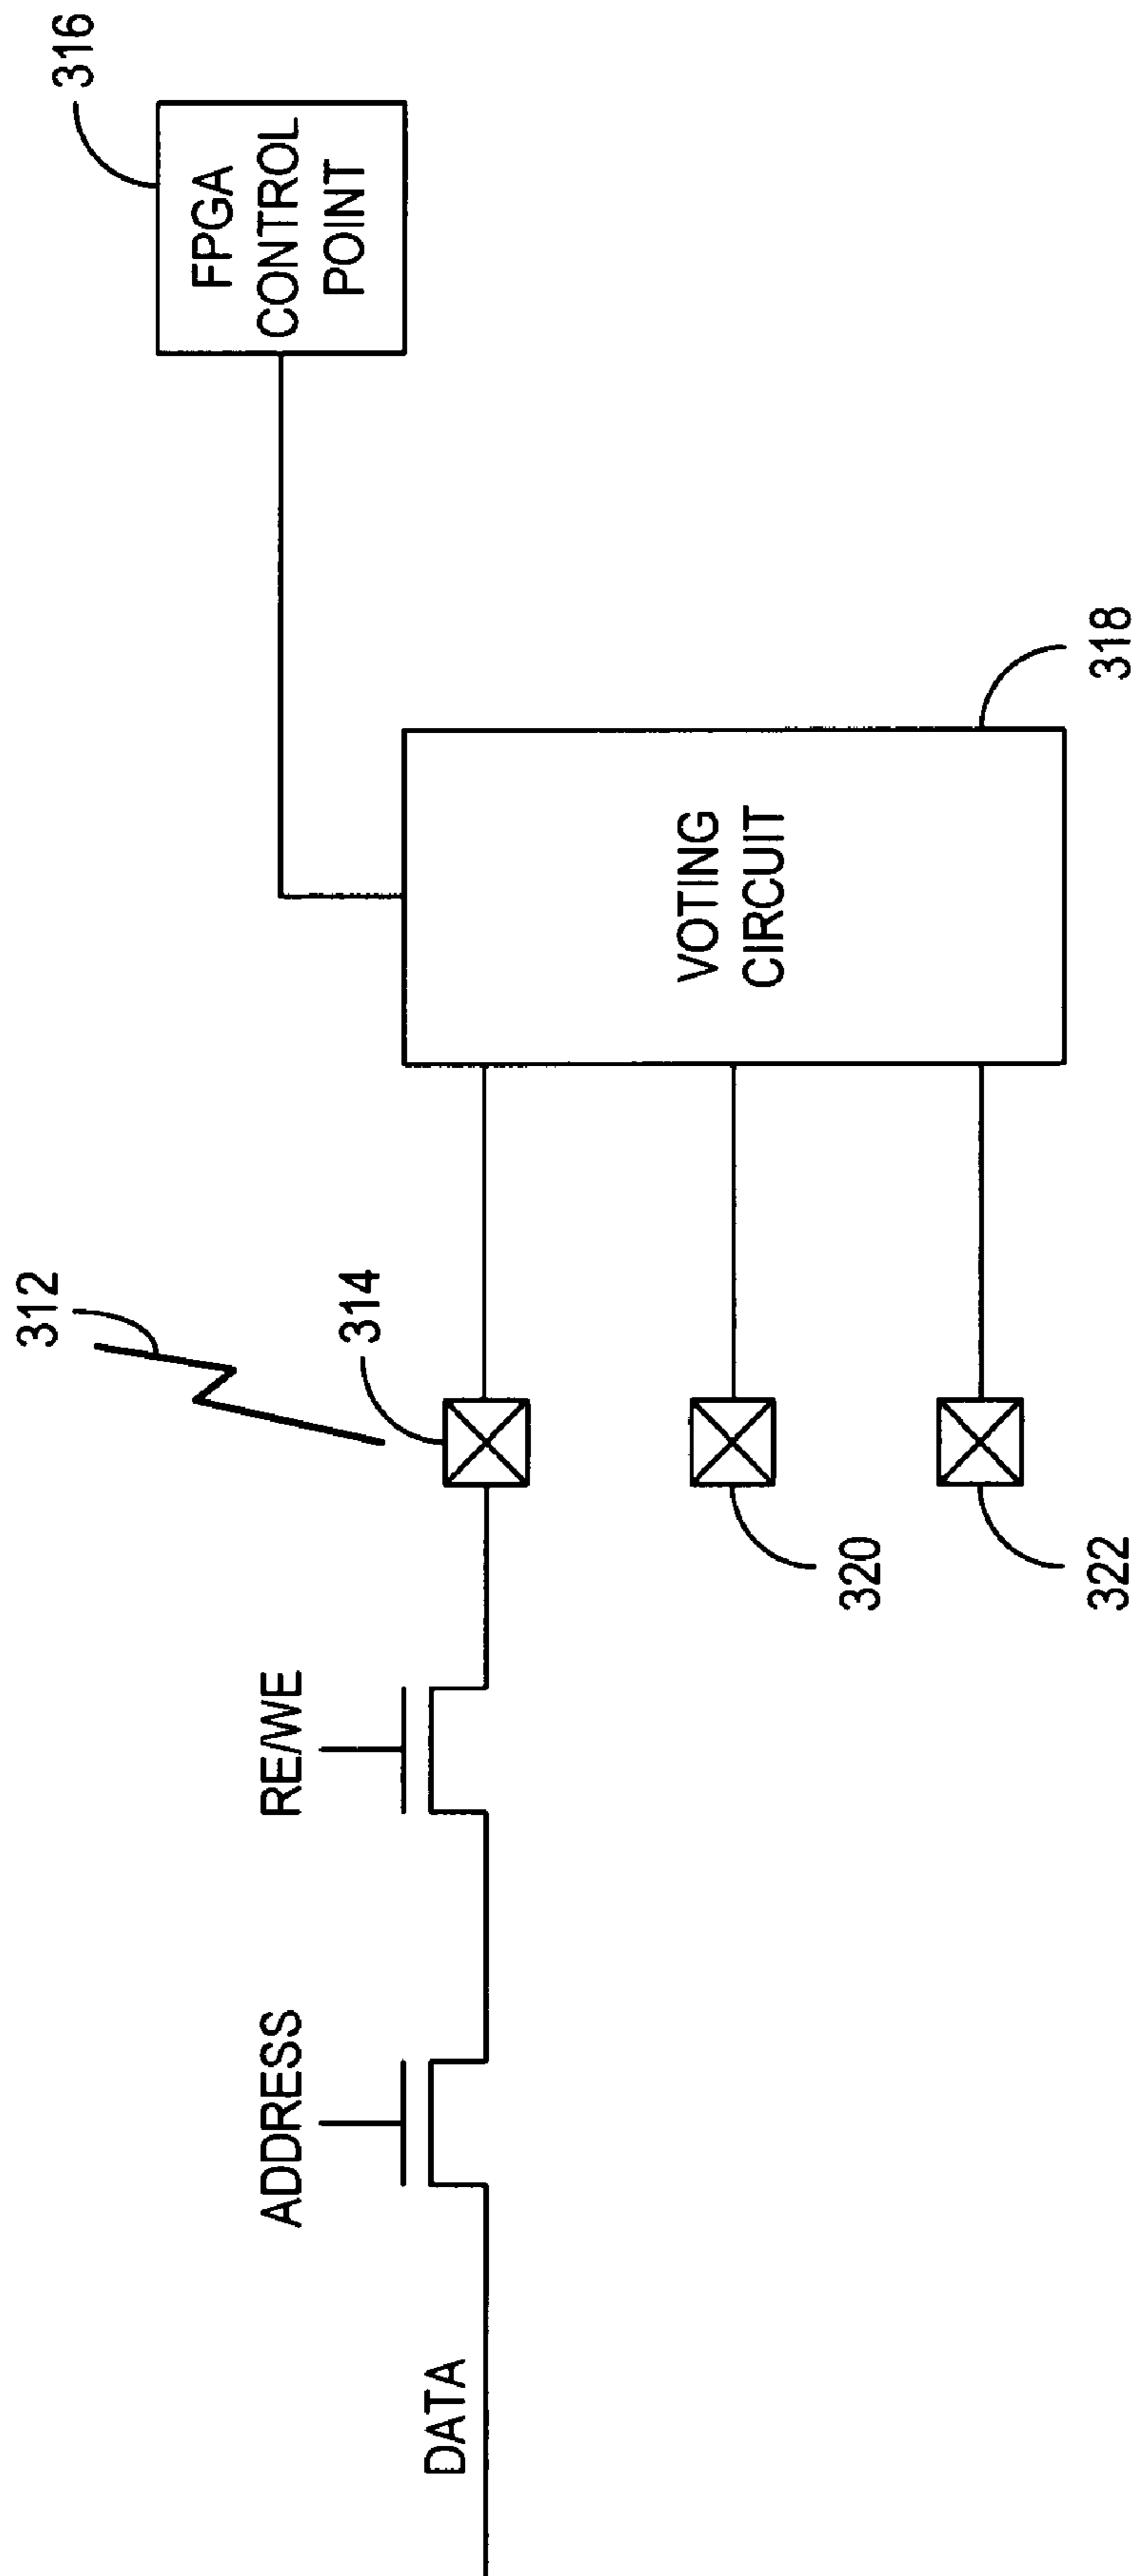 316
FPGA
CONTROL
POINT
312
314
VOTING
CIRCUIT
318
RE/WE
ADDRESS
DATA
320
322